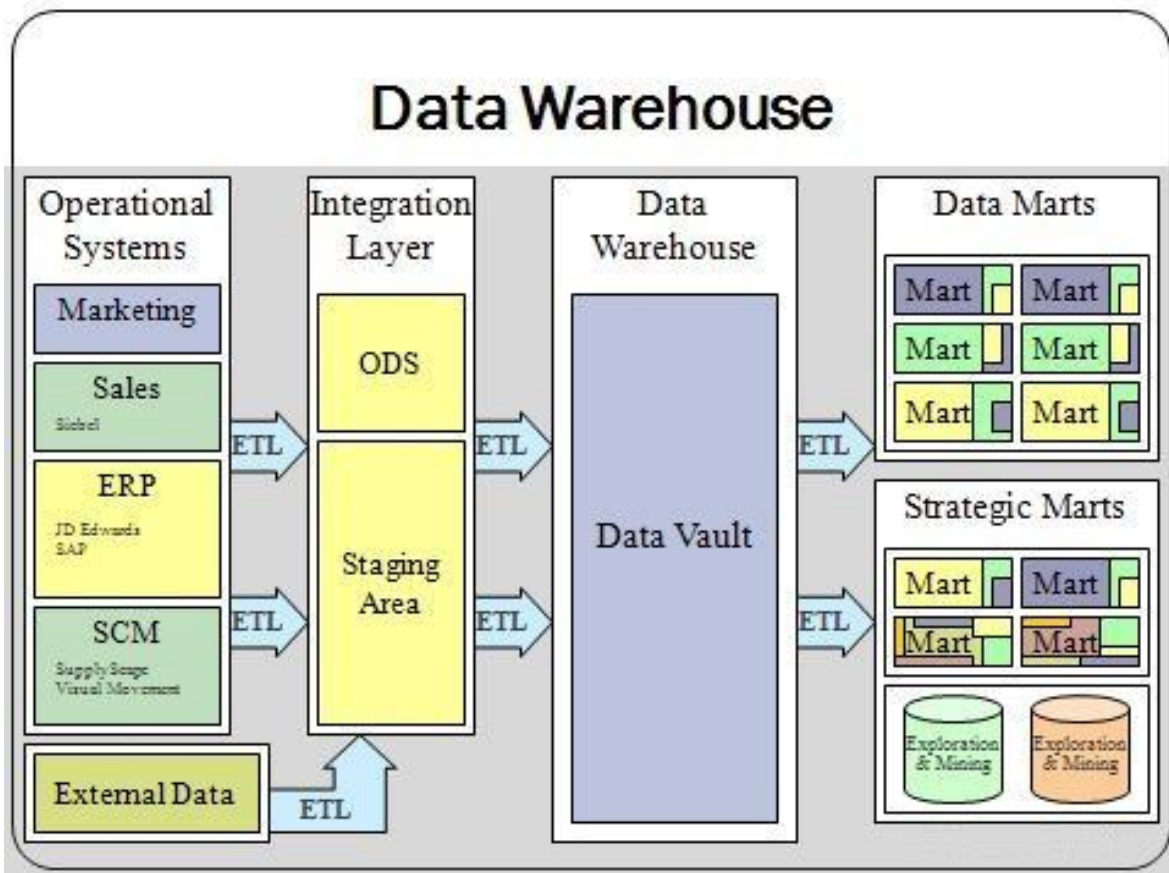 Data Warehouse
Operational
Systems
Marketing
Sales
Siebel
ERP
JD Edwards
SAP
SCM
SupplyScape
Visual Movement
External Data
ETL
ETL
ETL
Integration
Layer
ODS
Staging
Area
ETL
ETL
Data
Warehouse
Data Vault
ETL
ETL
Data Marts
Mart
Mart
Mart
Mart
Mart
Mart
Strategic Marts
Mart
Mart
Mart
Mart
Exploration
& Mining
Exploration
& Mining